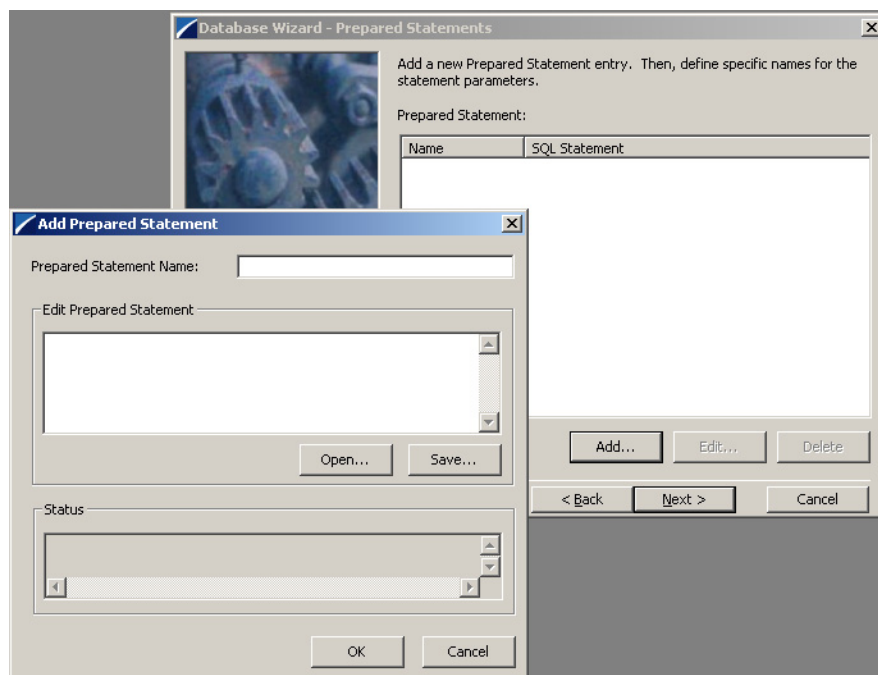 Database Wizard - Prepared Statements
Add a new Prepared Statement entry. Then, define specific names for the
statement parameters.
Prepared Statement:
Name SQL Statement
Add... Edit... Delete
< Back Next > Cancel
Add Prepared Statement
Prepared Statement Name:
Edit Prepared Statement
Open... Save...
Status
OK Cancel